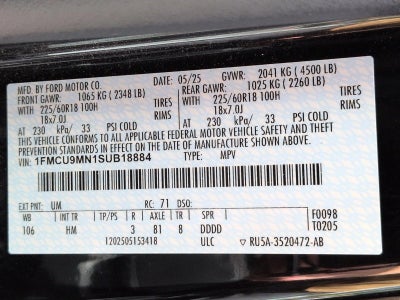 MFD. BY FORD MOTOR CO. 05/25 GVWR: 2041 KG ( 4500 LB)
FRONT GAWR: 1065 KG ( 2348 LB) REAR GAWR: 1025 KG ( 2260 LB)
WITH 225/60R18 100H TIRES WITH 225/60R18 100H TIRES
18x7.0J RIMS 18x7.0J RIMS
AT 230 kPa/ 33 PSI COLD AT 230 kPa/ 33 PSI COLD
THIS VEHICLE CONFORMS TO ALL APPLICABLE FEDERAL MOTOR VEHICLE SAFETY AND THEFT
PREVENTION STANDARDS IN EFFECT ON THE DATE OF MANUFACTURE SHOWN ABOVE.
VIN: 1FMCU9MN1SUB18884 TYPE: MPV
EXT PNT: UM RC: 71 DSO:
WB INT TR TP/PS R AXLE TR SPR F0098
106 HM 3 81 8 DDDD T0205
120250515341​8 ULC RU5A-3520472-AB